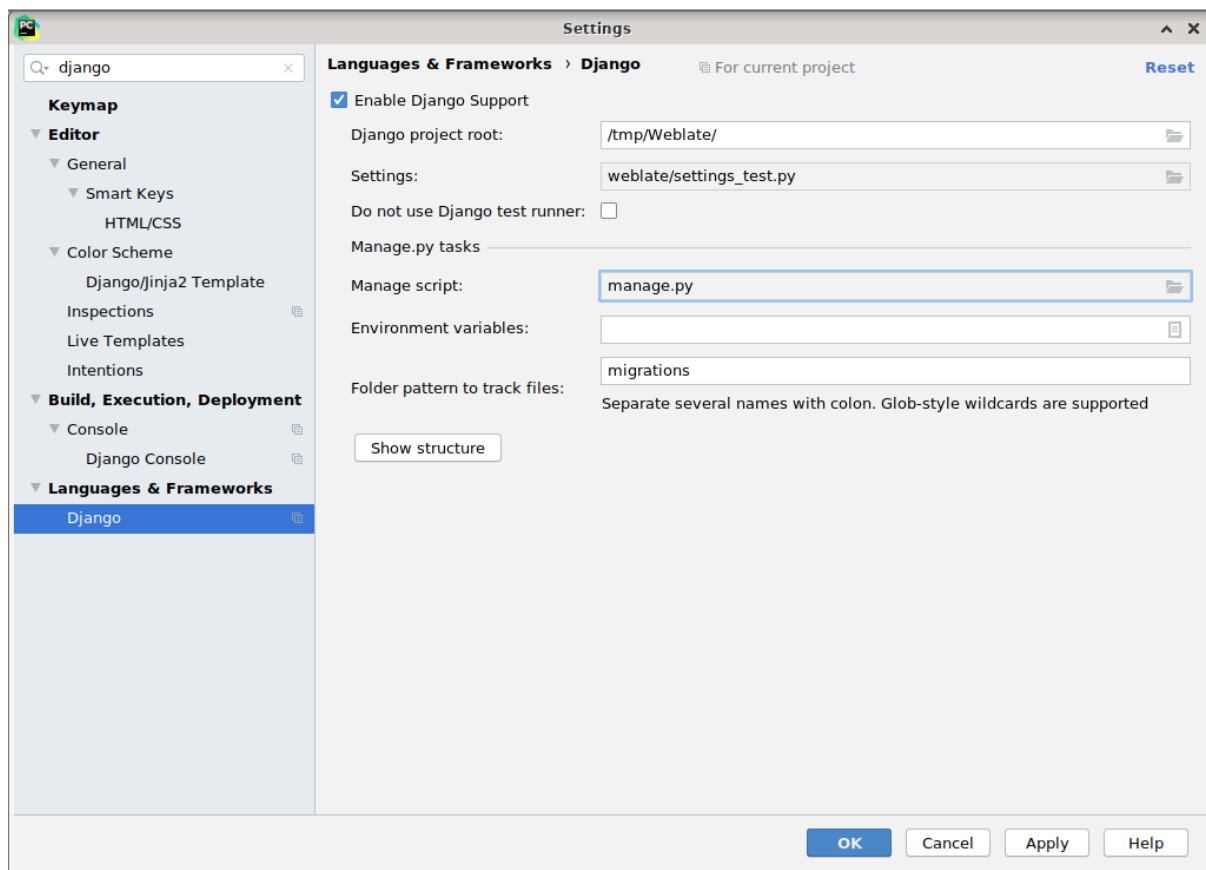 PC
Settings
django
Languages & Frameworks › Django
For current project
Reset
Keymap
Editor
General
Smart Keys
HTML/CSS
Color Scheme
Django/Jinja2 Template
Inspections
Live Templates
Intentions
Build, Execution, Deployment
Console
Django Console
Languages & Frameworks
Django
Enable Django Support
Django project root: /tmp/Weblate/
Settings: weblate/settings_test.py
Do not use Django test runner:
Manage.py tasks
Manage script: manage.py
Environment variables:
Folder pattern to track files: migrations
Separate several names with colon. Glob-style wildcards are supported
Show structure
OK Cancel Apply Help